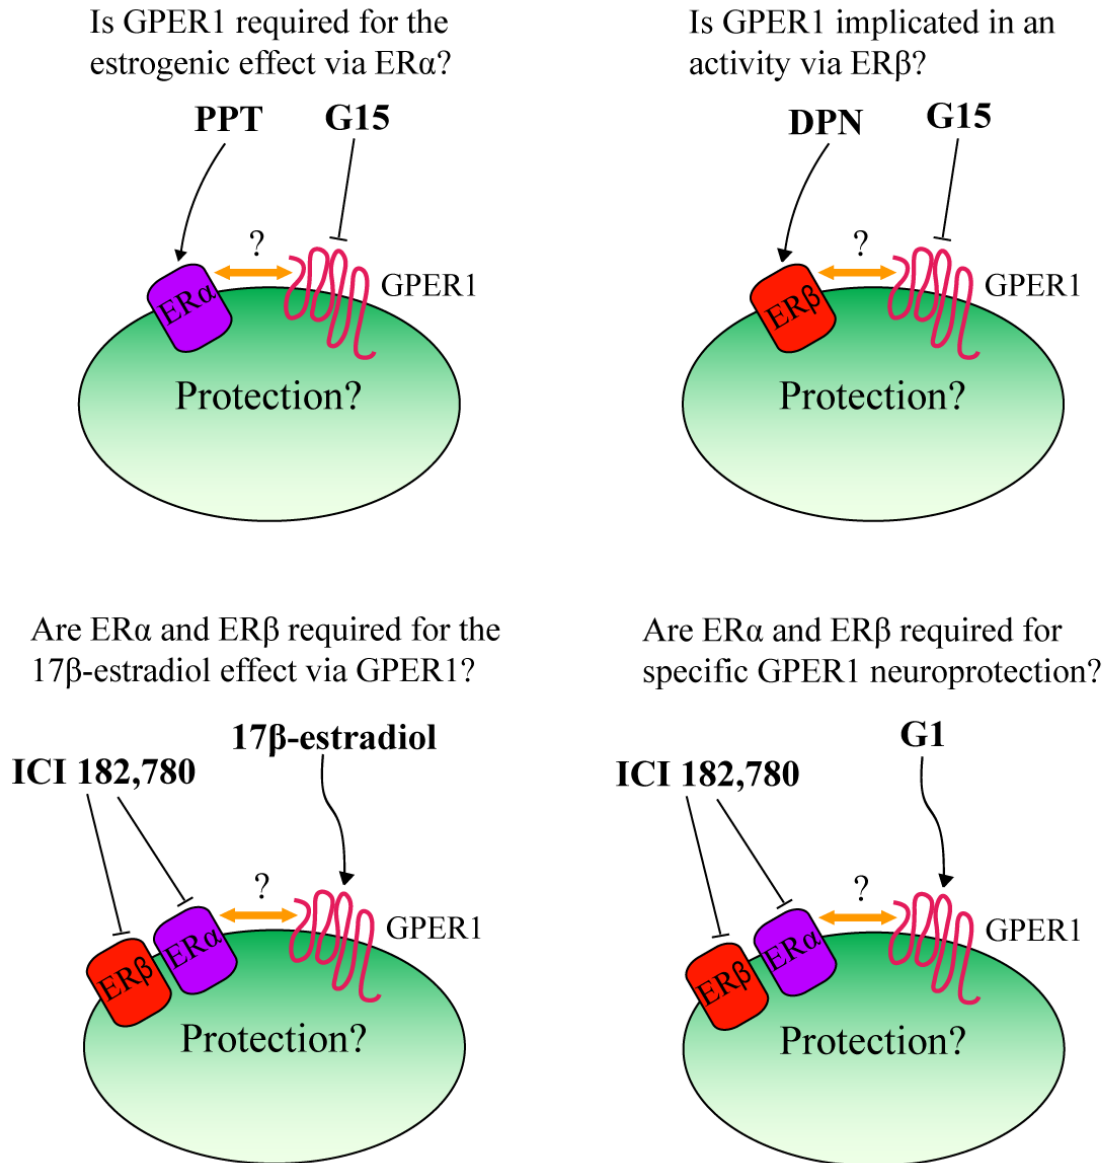 Is GPER1 required for the
estrogenic effect via ERα?
PPT
G15
?
ERα
GPER1
Protection?
Is GPER1 implicated in an
activity via ERβ?
DPN
G15
?
ERβ
GPER1
Protection?
Are ERα and ERβ required for the
17β-estradiol effect via GPER1?
17β-estradiol
ICI 182,780
?
ERβ
ERα
GPER1
Protection?
Are ERα and ERβ required for
specific GPER1 neuroprotection?
G1
ICI 182,780
?
ERβ
ERα
GPER1
Protection?